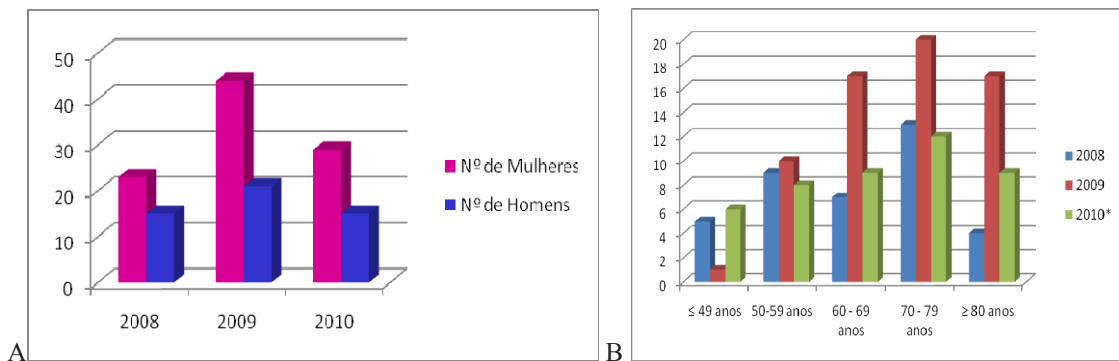 50
40
30
20
10
0
2008
2009
2010
Nº de Mulheres
Nº de Homens
A
20
18
16
14
12
10
8
6
4
2
0
≤ 49 anos
50-59 anos
60 - 69
anos
70 - 79
anos
≥ 80 anos
2008
2009
2010*
B